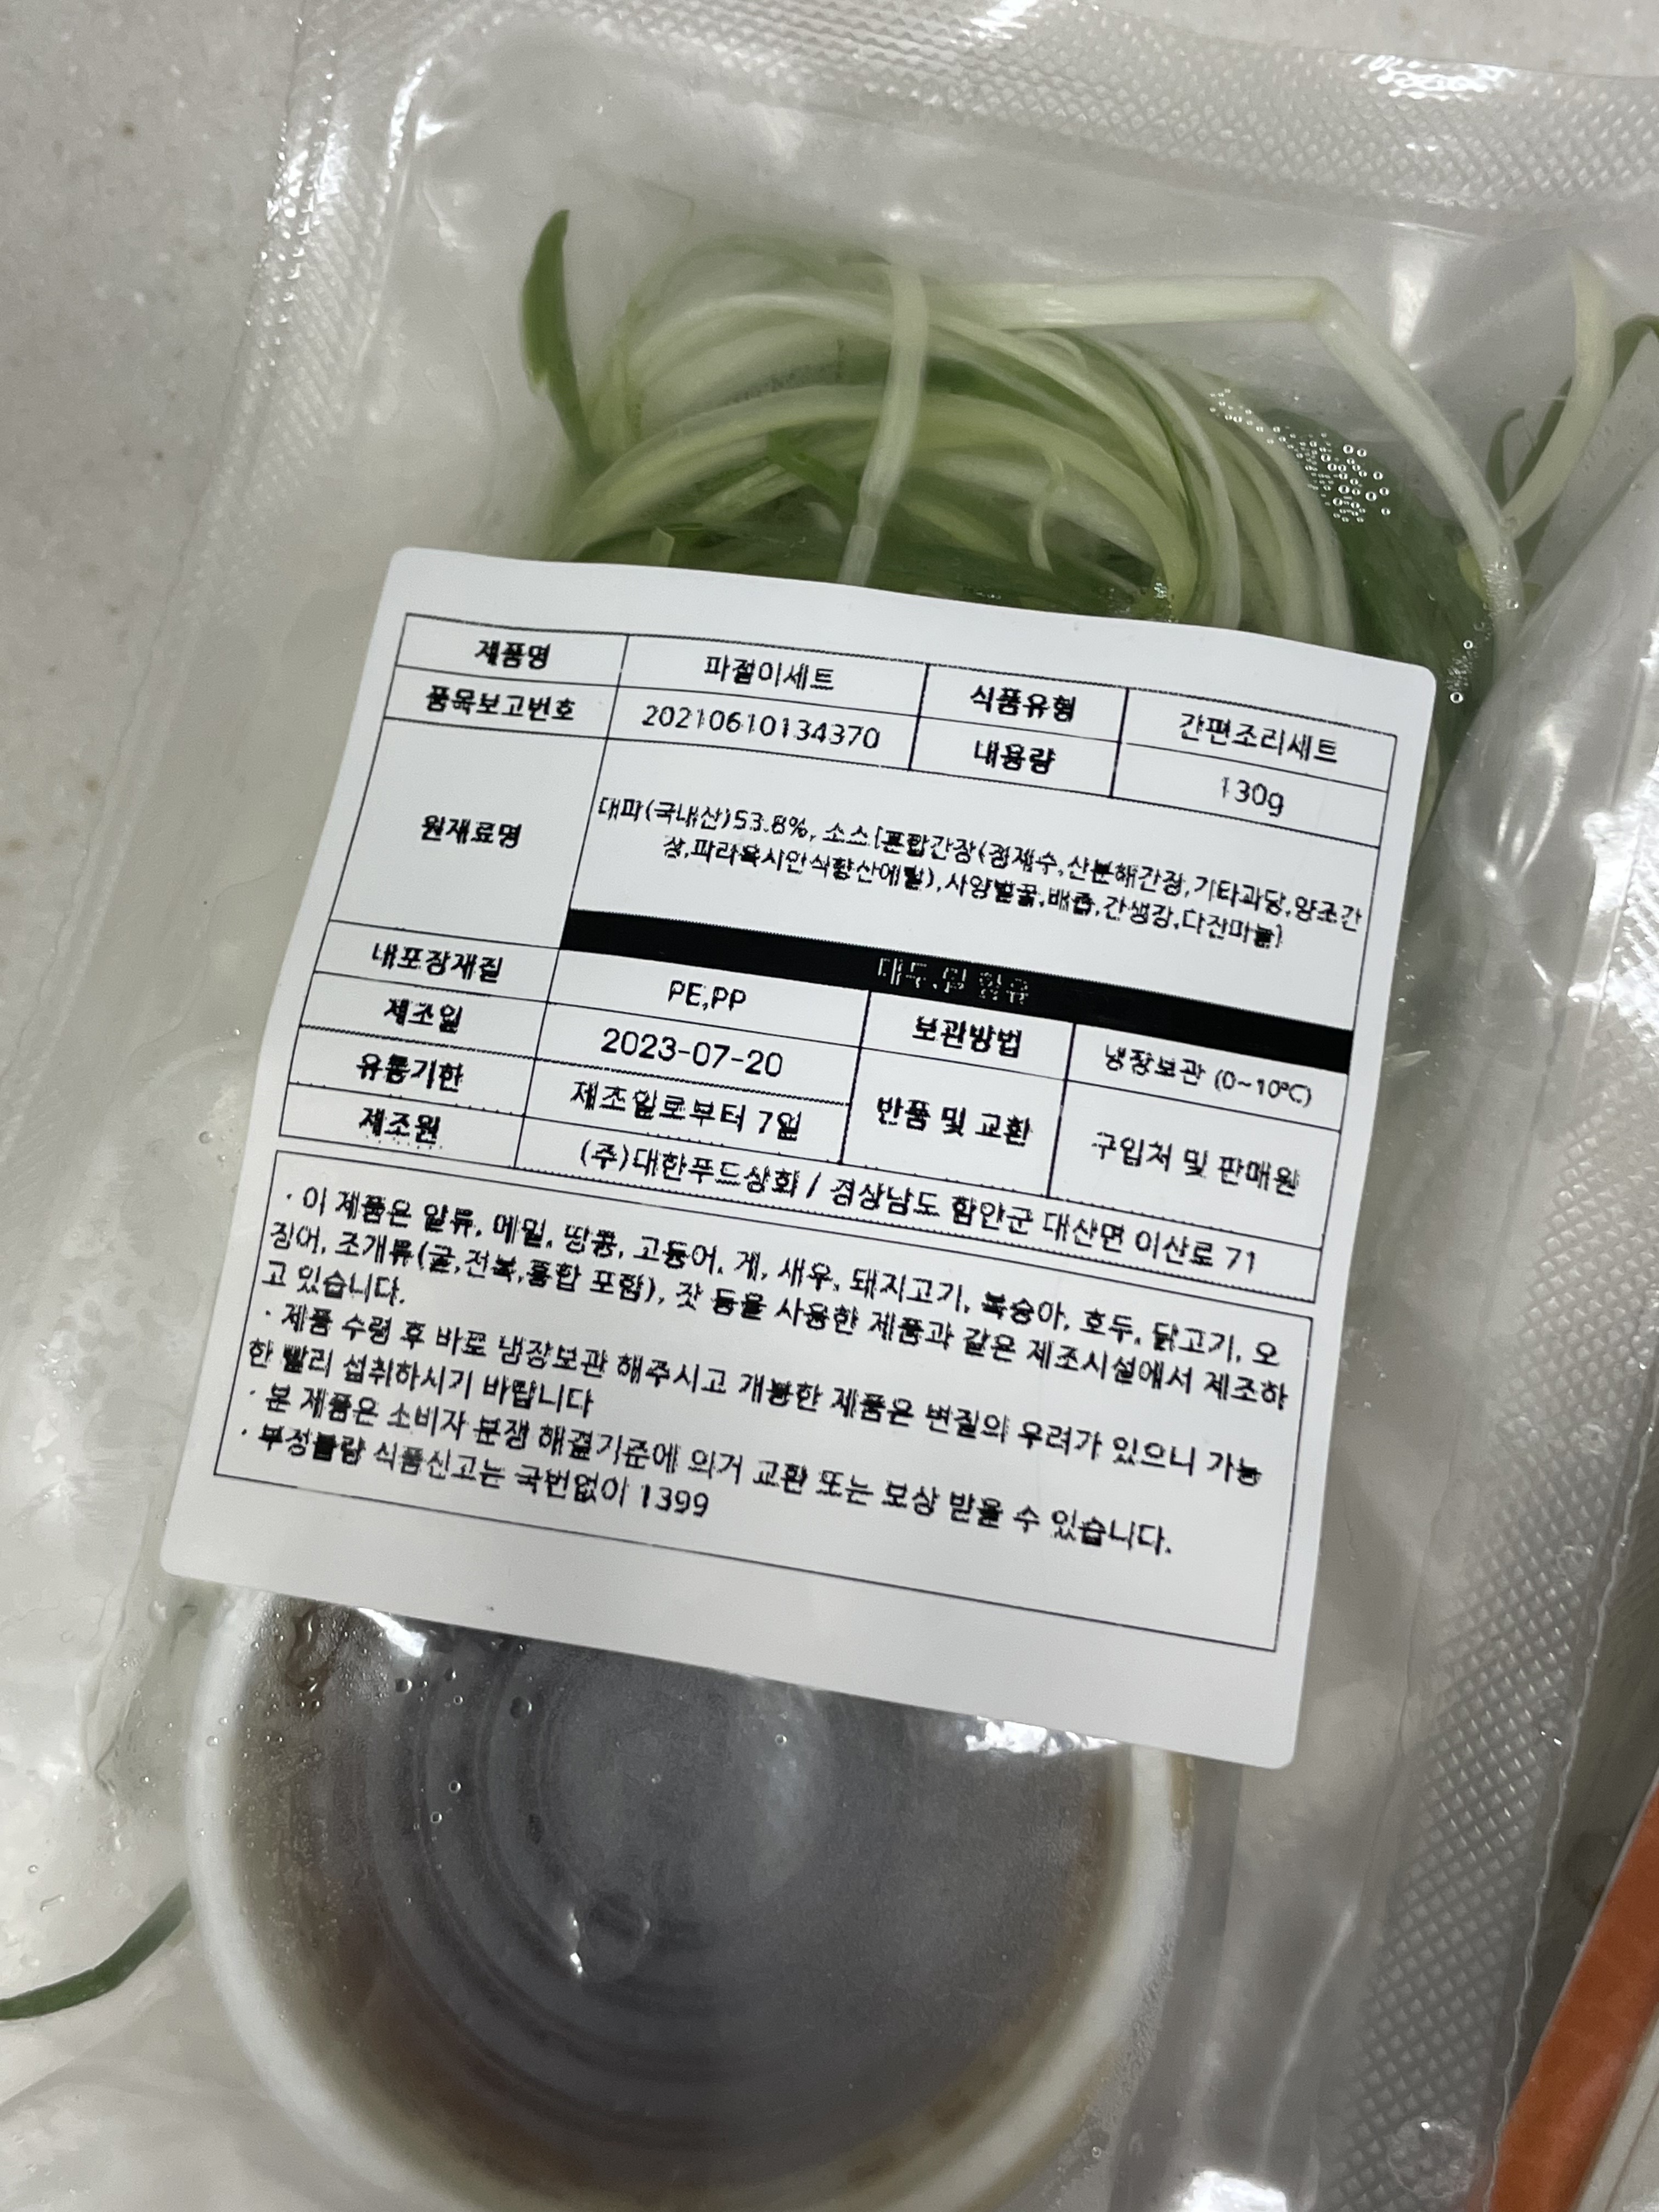 제품명 파절이세트 식품유형 간편조리세트
품목보고번호 20210610134370 내용량 130g
원재료명 대파(국내산)53.8%, 소스{혼합간장(정제수,산분해간장,기타과당,양조간
장,파라옥시안식향산에틸),사양벌꿀,배즙,간생강,다진마늘}
대두,밀 함유
내포장재질 PE,PP 보관방법 냉장보관 (0~10℃)
제조일 2023-07-20 반품 및 교환 구입처 및 판매원
유통기한 제조일로부터 7일
제조원 (주)대한푸드상회 / 경상남도 함안군 대산면 이산로 71
· 이 제품은 알류, 메밀, 땅콩, 고등어, 게, 새우, 돼지고기, 복숭아, 호두, 닭고기, 오
징어, 조개류(굴,전복,홍합 포함), 잣 등을 사용한 제품과 같은 제조시설에서 제조하
고 있습니다.
· 제품 수령 후 바로 냉장보관 해주시고 개봉한 제품은 변질의 우려가 있으니 가능
한 빨리 섭취하시기 바랍니다
· 본 제품은 소비자 분쟁 해결기준에 의거 교환 또는 보상 받을 수 있습니다.
· 부정불량 식품신고는 국번없이 1399